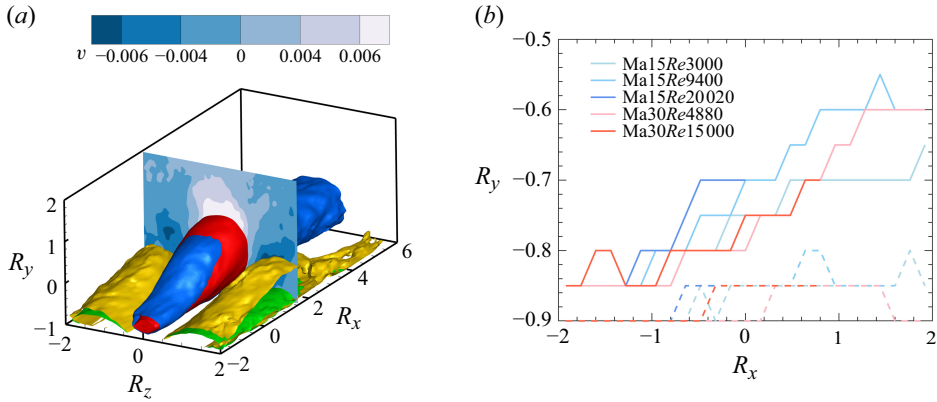 (a)
υ −0.006 −0.004 0 0.004 0.006
2
1
R_y 0
−1
−2
0
2
R_z
−2
0
2
4
6
R_x
(b)
−0.5
−0.6
−0.7
−0.8
−0.9
R_y
Ma15Re3000
Ma15Re9400
Ma15Re20020
Ma30Re4880
Ma30Re15000
−2 −1 0 1 2
R_x